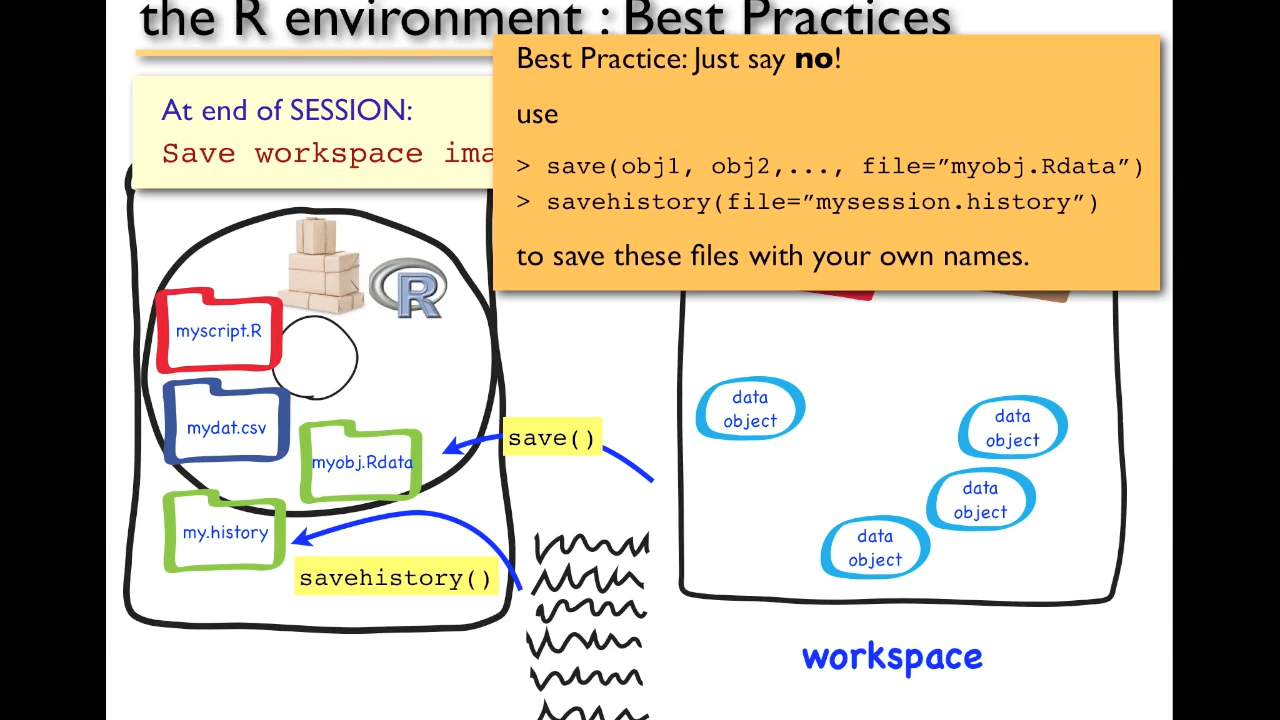 the R environment : Best Practices
At end of SESSION:
Save workspace ima
Best Practice: Just say no!
use
> save(obj1, obj2,..., file=”myobj.Rdata”)
> savehistory(file=”mysession.history”)
to save these files with your own names.
R
myscript.R
mydat.csv
myobj.Rdata
my.history
save()
savehistory()
data
object
data
object
data
object
data
object
workspace